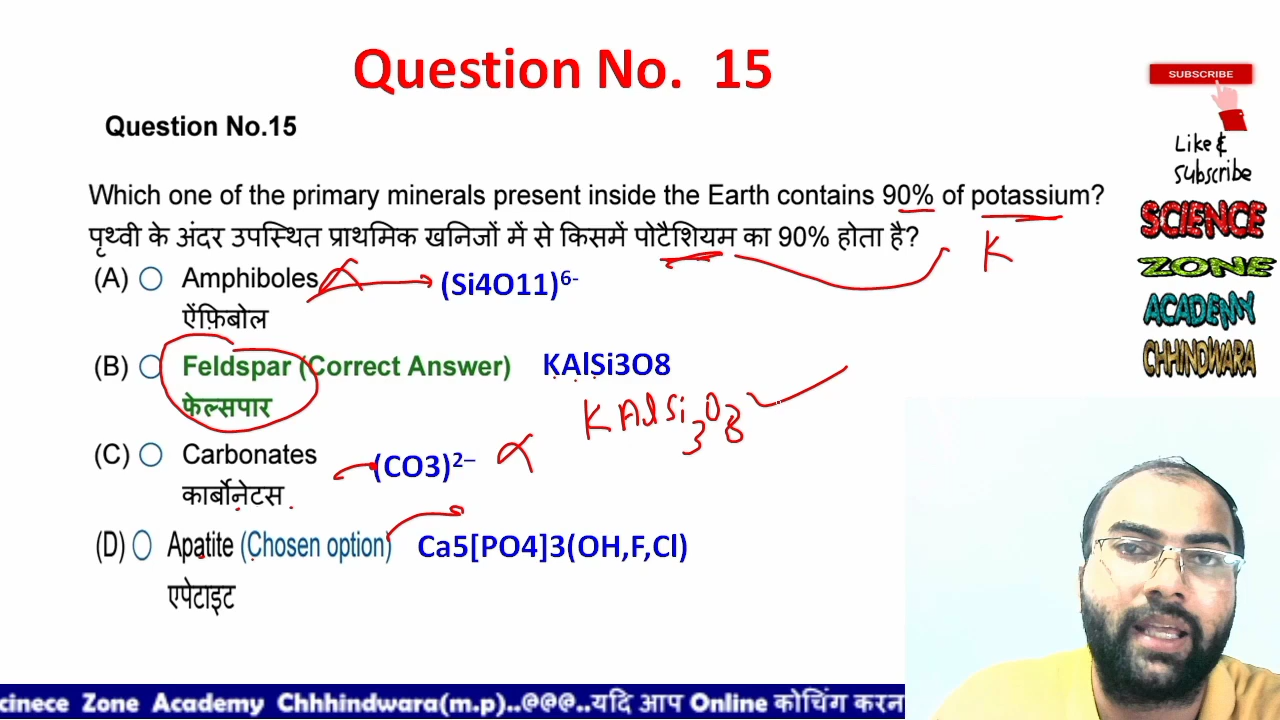 Question No. 15
SUBSCRIBE
Question No.15
Like &
Subscribe
Which one of the primary minerals present inside the Earth contains 90% of potassium?
पृथ्वी के अंदर उपस्थित प्राथमिक खनिजों में से किसमें पोटैशियम का 90% होता है?
K
SCIENCE
ZONE
ACADEMY
CHHINDWARA
(A) Amphiboles (Si4O11)6-
ऐंफ़िबोल
(B) Feldspar (Correct Answer) KAlSi3O8
फेल्सपार
KAlSi3O8
(C) Carbonates (CO3)2–
कार्बोनेटस
(D) Apatite (Chosen option) Ca5[PO4]3(OH,F,Cl)
एपेटाइट
cinece Zone Academy Chhhindwara(m.p)..@@@..यदि आप Online कोचिंग करन